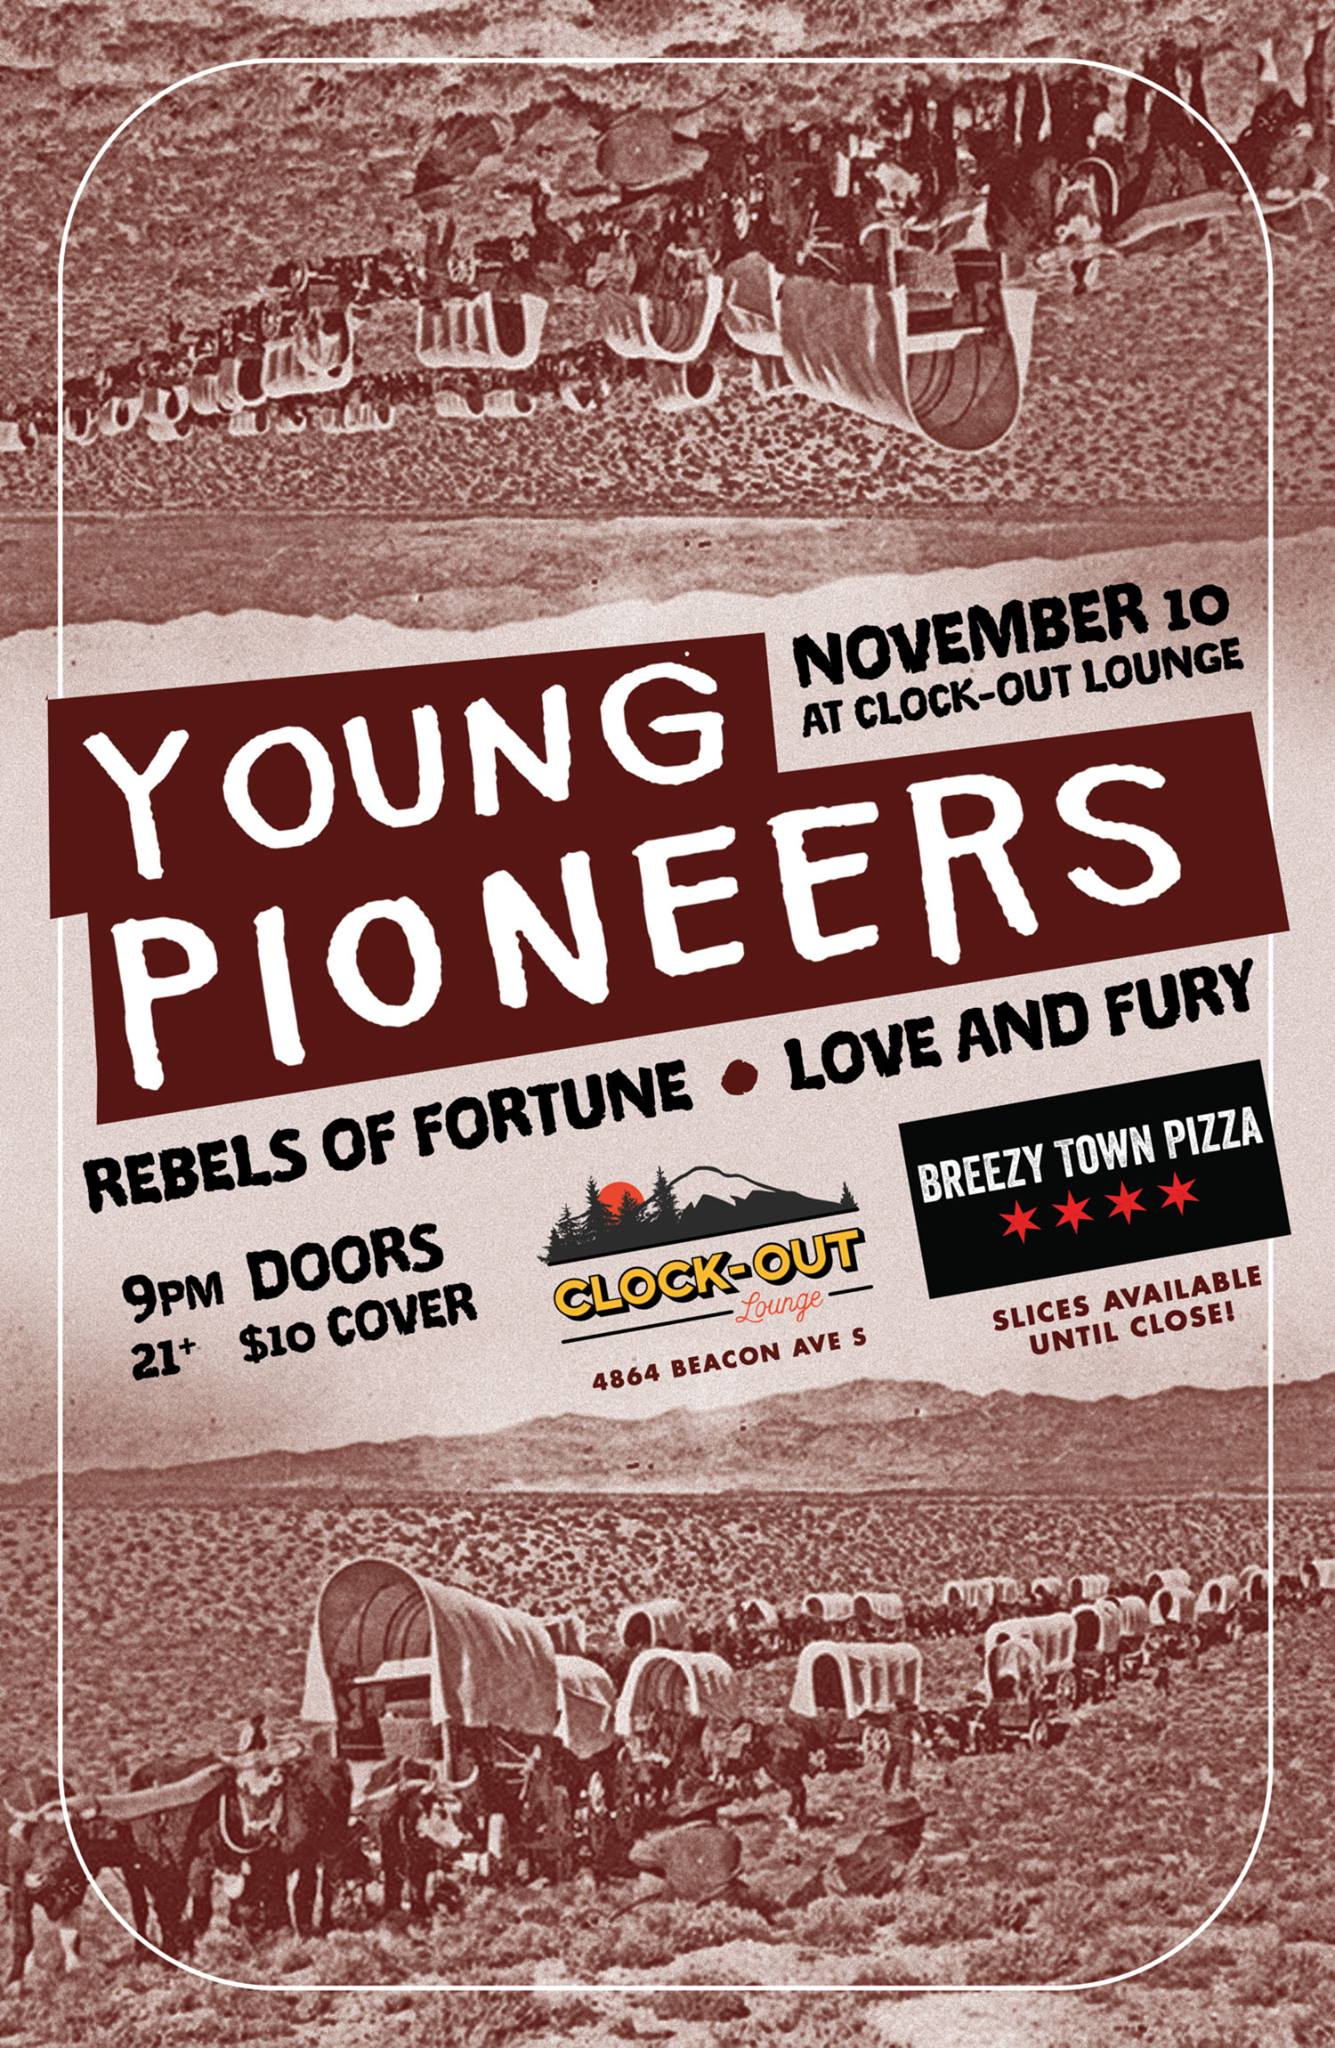 NOVEMBER 10
AT CLOCK-OUT LOUNGE
YOUNG
PIONEERS
REBELS OF FORTUNE • LOVE AND FURY
9PM DOORS
21+ $10 COVER
CLOCK-OUT
Lounge
4864 BEACON AVE S
BREEZY TOWN PIZZA
SLICES AVAILABLE
UNTIL CLOSE!